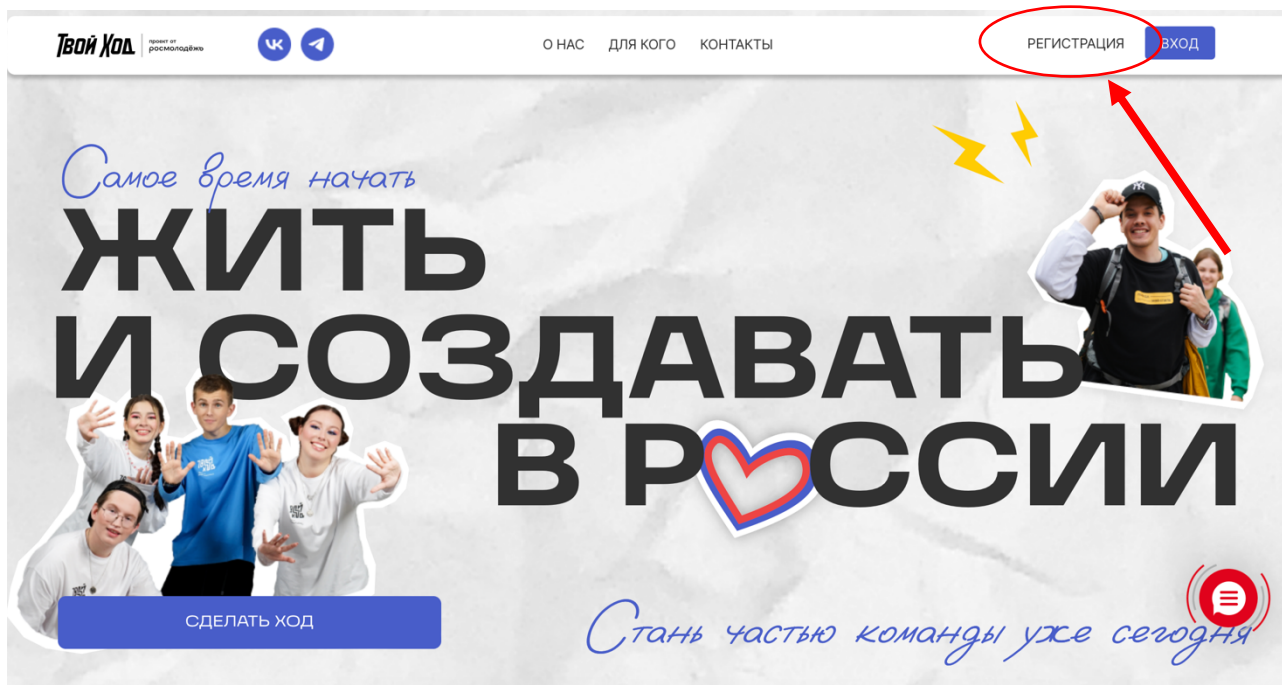 ТВОЙ ХОД
проект от
росмолодёжь
О НАС ДЛЯ КОГО КОНТАКТЫ
РЕГИСТРАЦИЯ ВХОД
Самое время начать
ЖИТЬ
И СОЗДАВАТЬ
В РОССИИ
СДЕЛАТЬ ХОД
Стань частью команды уже сегодня